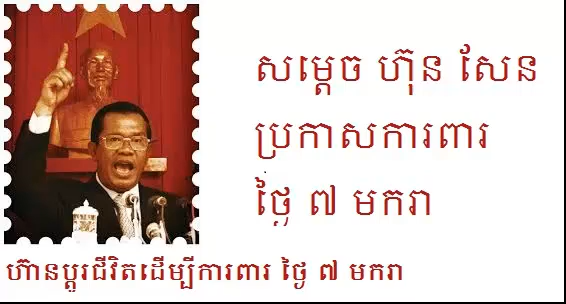 សម្ដេច ហ៊ុន សែន
ប្រកាសការពារ
ថ្ងៃ ៧ មករា
ហ៊ានប្ដូរជីវិតដើម្បីការពារ ថ្ងៃ ៧ មករា